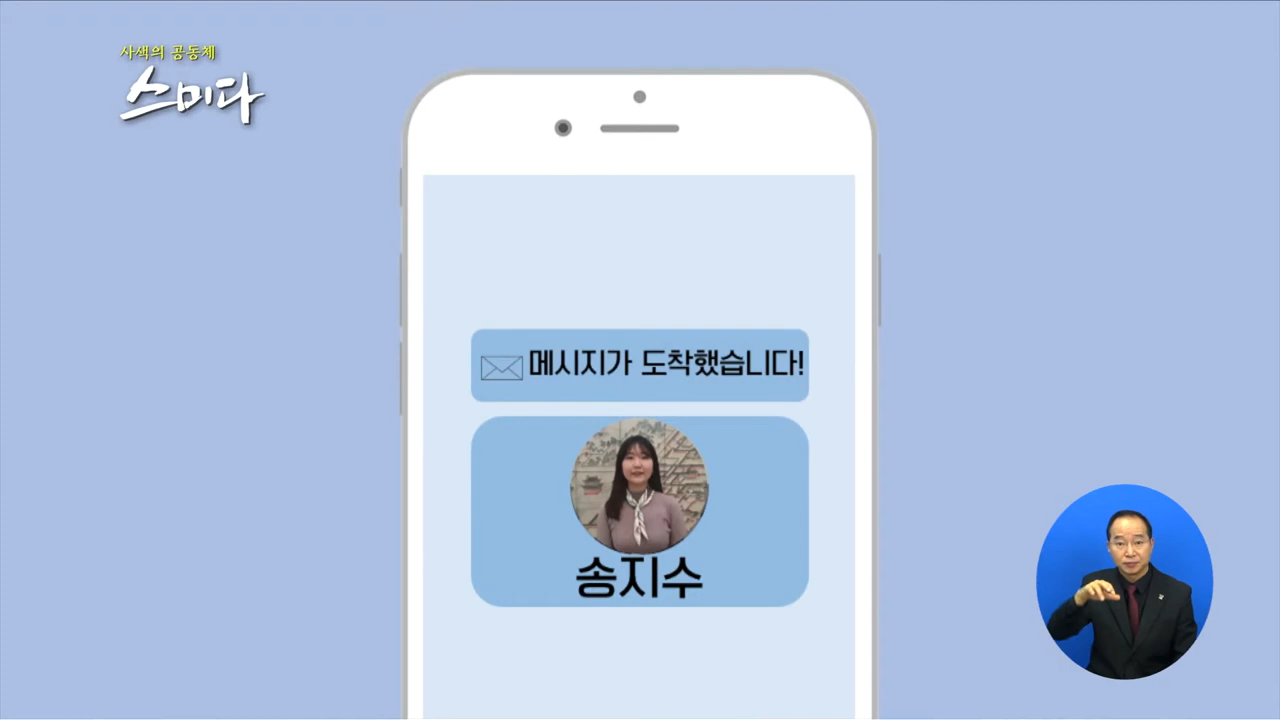 사색의 공동체
스미다
메시지가 도착했습니다!
송지수